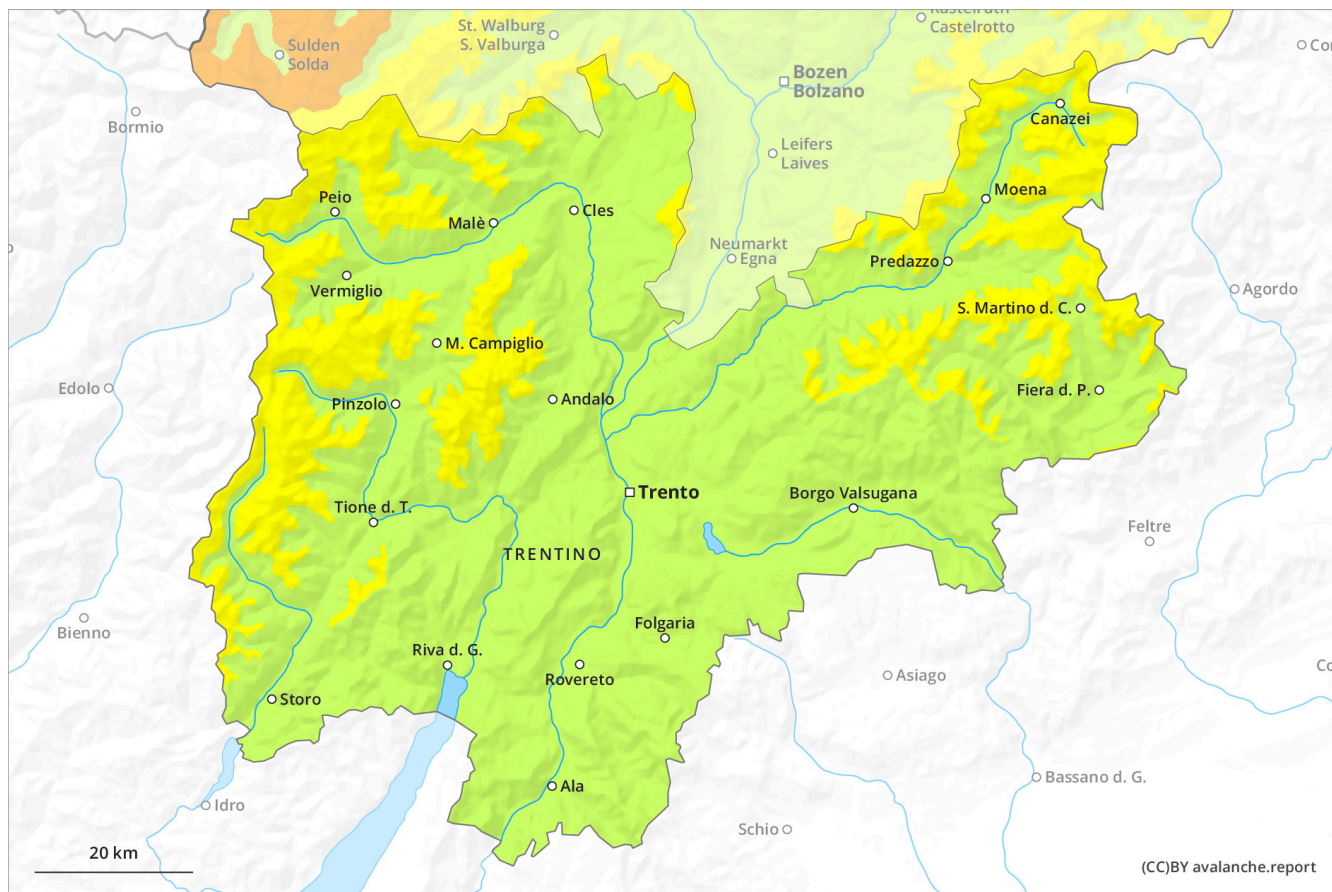 Kastelruth
Castelrotto
St. Walburg
S. Valburga
Sulden
Solda
Bozen
Bolzano
Bormio
Canazei
Leifers
Laives
Moena
Peio
Malè
Cles
Neumarkt
Egna
Predazzo
Vermiglio
Agordo
S. Martino d. C.
M. Campiglio
Edolo
Pinzolo
Andalo
Fiera d. P.
Trento
Borgo Valsugana
Tione d. T.
Feltre
TRENTINO
Bienno
Folgaria
Riva d. G.
Rovereto
Asiago
Storo
Ala
Bassano d. G.
Idro
Schio
20 km
(CC)BY avalanche.report